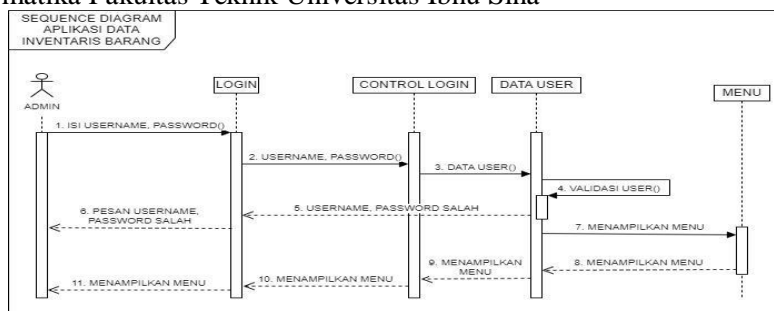 matika Fakultas Teknik Universitas Ibnu Sina
SEQUENCE DIAGRAM
APLIKASI DATA
INVENTARIS BARANG
ADMIN
LOGIN
CONTROL LOGIN
DATA USER
MENU
1. ISI USERNAME, PASSWORD()
2. USERNAME, PASSWORD()
3. DATA USER()
4. VALIDASI USER()
5. USERNAME, PASSWORD SALAH
6. PESAN USERNAME,
PASSWORD SALAH
7. MENAMPILKAN MENU
8. MENAMPILKAN MENU
9. MENAMPILKAN
MENU
10. MENAMPILKAN MENU
11. MENAMPILKAN MENU